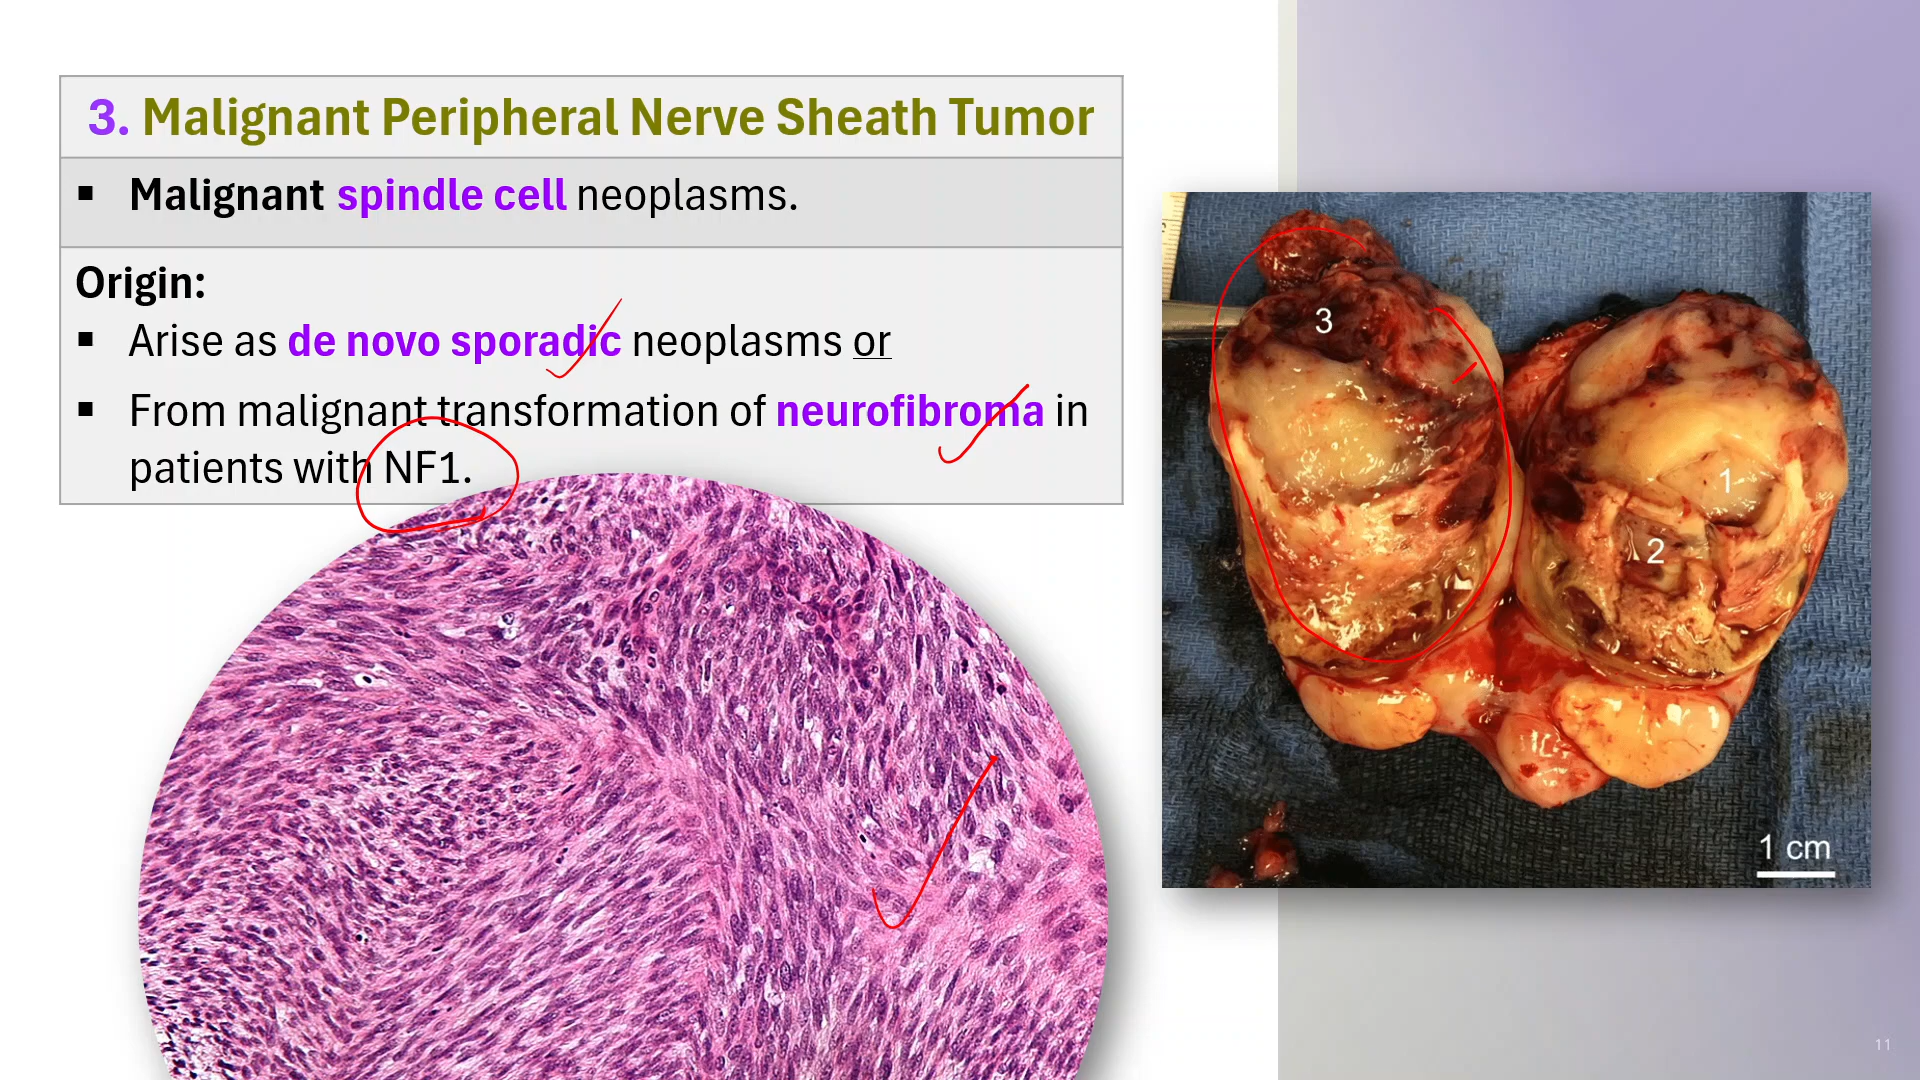 3. Malignant Peripheral Nerve Sheath Tumor
▪ Malignant spindle cell neoplasms.
Origin:
▪ Arise as de novo sporadic neoplasms or
▪ From malignant transformation of neurofibroma in
patients with NF1.
3
1
2
1 cm
11